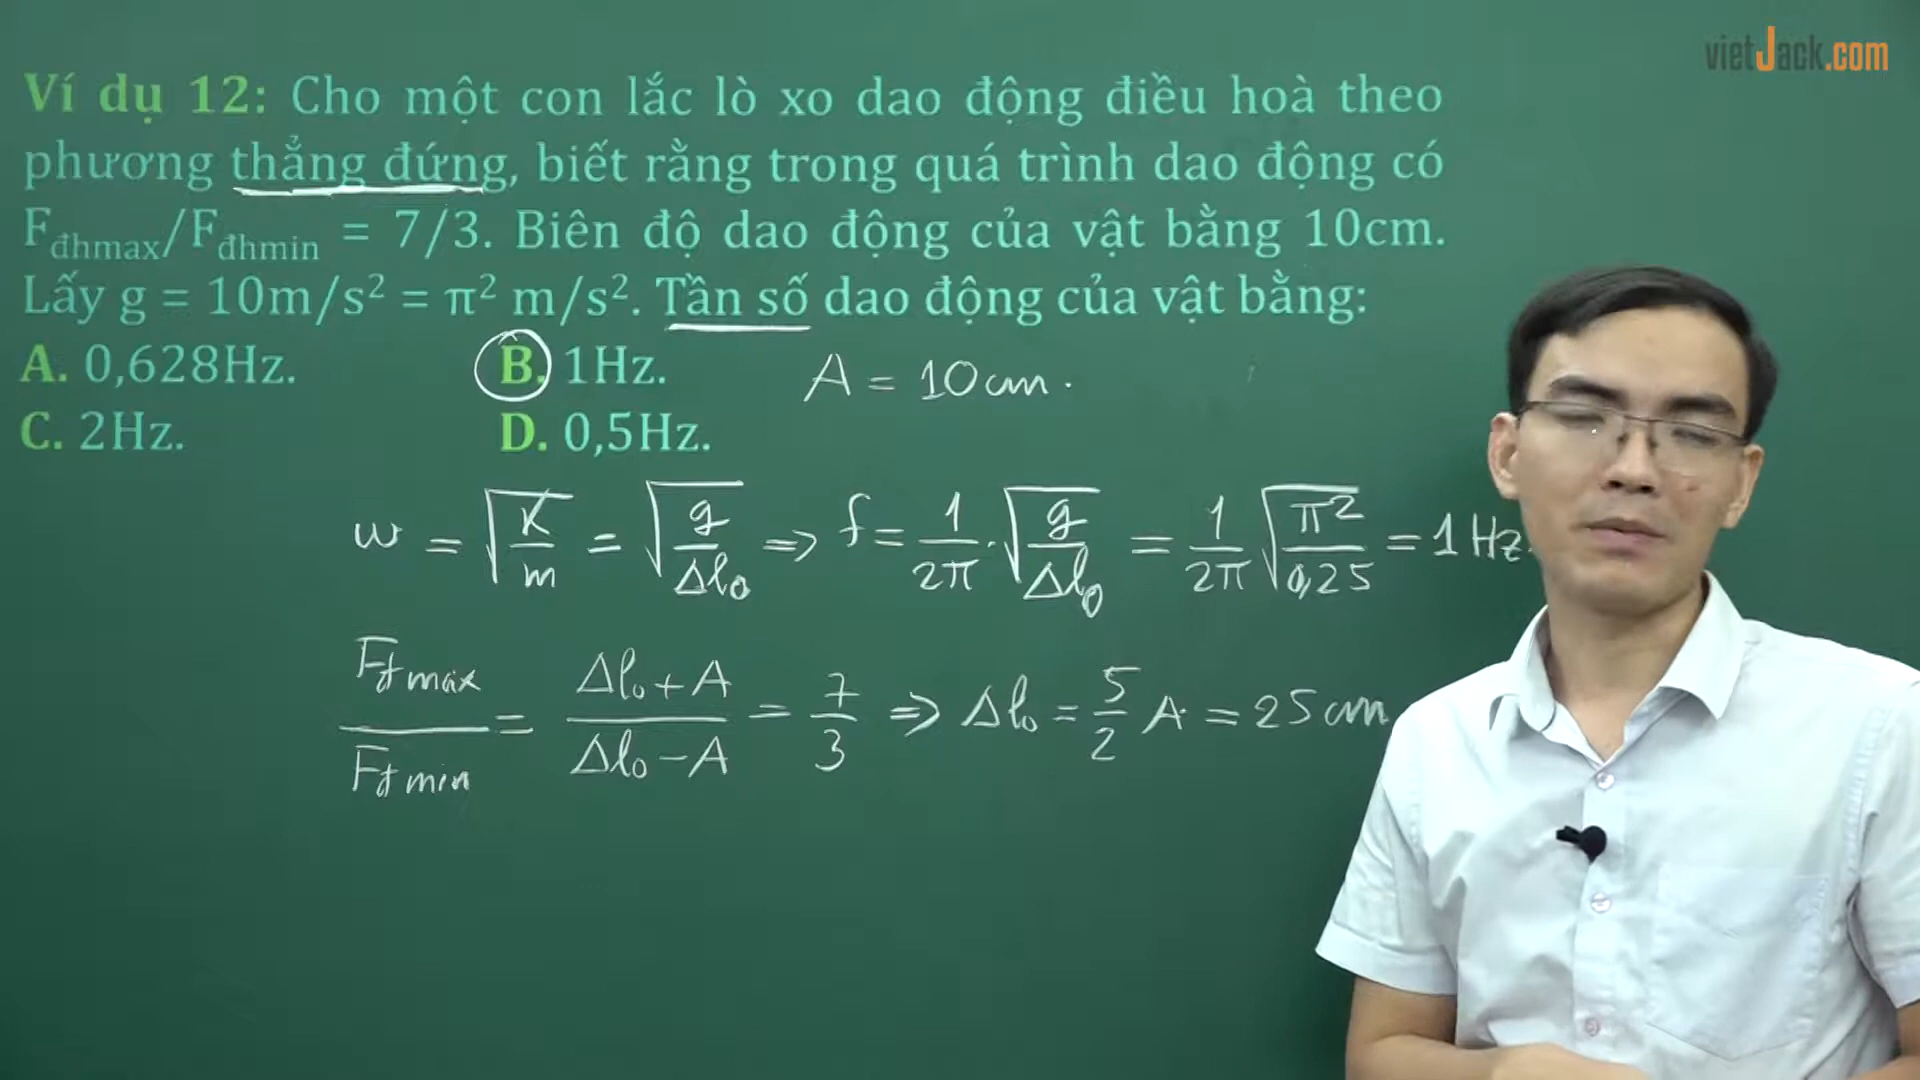 vietJack.com
Ví dụ 12: Cho một con lắc lò xo dao động điều hoà theo
phương thẳng đứng, biết rằng trong quá trình dao động có
Fđhmax/Fđhmin = 7/3. Biên độ dao động của vật bằng 10cm.
Lấy g = 10m/s² = π² m/s². Tần số dao động của vật bằng:
A. 0,628Hz. B. 1Hz.
A = 10cm.
C. 2Hz. D. 0,5Hz.
ω = √(K/m) = √(g/Δl₀) => f = 1/2π . √(g/Δl₀) = 1/2π √(π²/0,25) = 1Hz.
Fđmax/Fđmin = (Δl₀+A)/(Δl₀−A) = 7/3 => Δl₀ = 5/2 A = 25cm